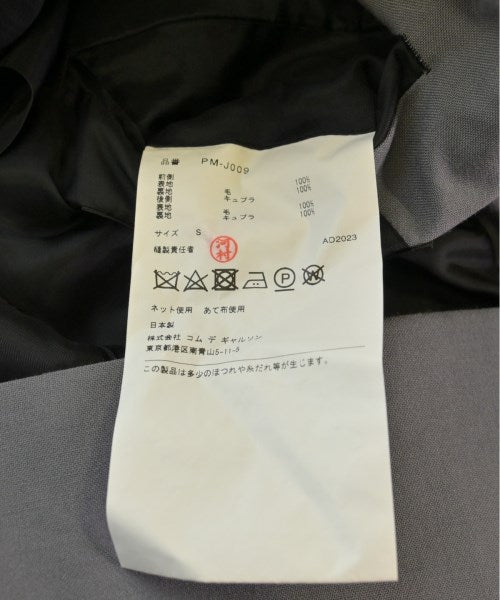 品番 PM-J009
前側
表地 毛 100%
裏地 キュプラ 100%
後側
表地 毛 100%
裏地 キュプラ 100%
サイズ S
縫製責任者 河村 AD2023
P W
ネット使用 あて布使用
日本製
株式会社 コム デ ギャルソン
東京都港区南青山5-11-5
この製品は多少のほつれや糸だれ等が生じます。